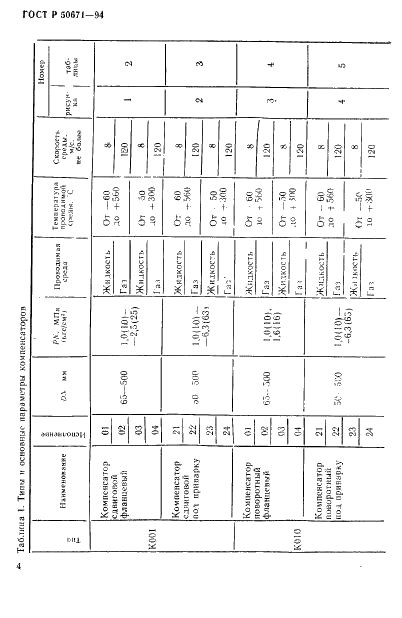 ГОСТ Р 50671—94
Таблица 1. Типы и основные параметры компенсаторов
Тип | Наименование | Исполнение | DN, мм | PN, МПа (кгс/см²) | Проводимая среда | Температура проводимой среды, °С | Скорость среды, м/с, не более | Номер рисунка | Номер таблицы
К001 | Компенсатор сдвиговой фланцевый | 01 | 65—500 | 1,0(10)—2,5(25) | Жидкость | От —60 до +560 | 8 | 1 | 2
02 | Газ | 120
03 | Жидкость | От —50 до +300 | 8
04 | Газ | 120
Компенсатор сдвиговой под приварку | 21 | 50—500 | 1,0(10)—6,3(63) | Жидкость | От —60 до +560 | 8 | 2 | 3
22 | Газ | 120
23 | Жидкость | От —50 до +300 | 8
24 | Газ | 120
К010 | Компенсатор поворотный фланцевый | 01 | 65—500 | 1,0(10); 1,6(16) | Жидкость | От —60 до +560 | 8 | 3 | 4
02 | Газ | 120
03 | Жидкость | От —50 до +300 | 8
04 | Газ | 120
Компенсатор поворотный под приварку | 21 | 50—500 | 1,0(10)—6,3(63) | Жидкость | От —60 до +560 | 8 | 4 | 5
22 | Газ | 120
23 | Жидкость | От —50 до +300 | 8
24 | Газ | 120
4